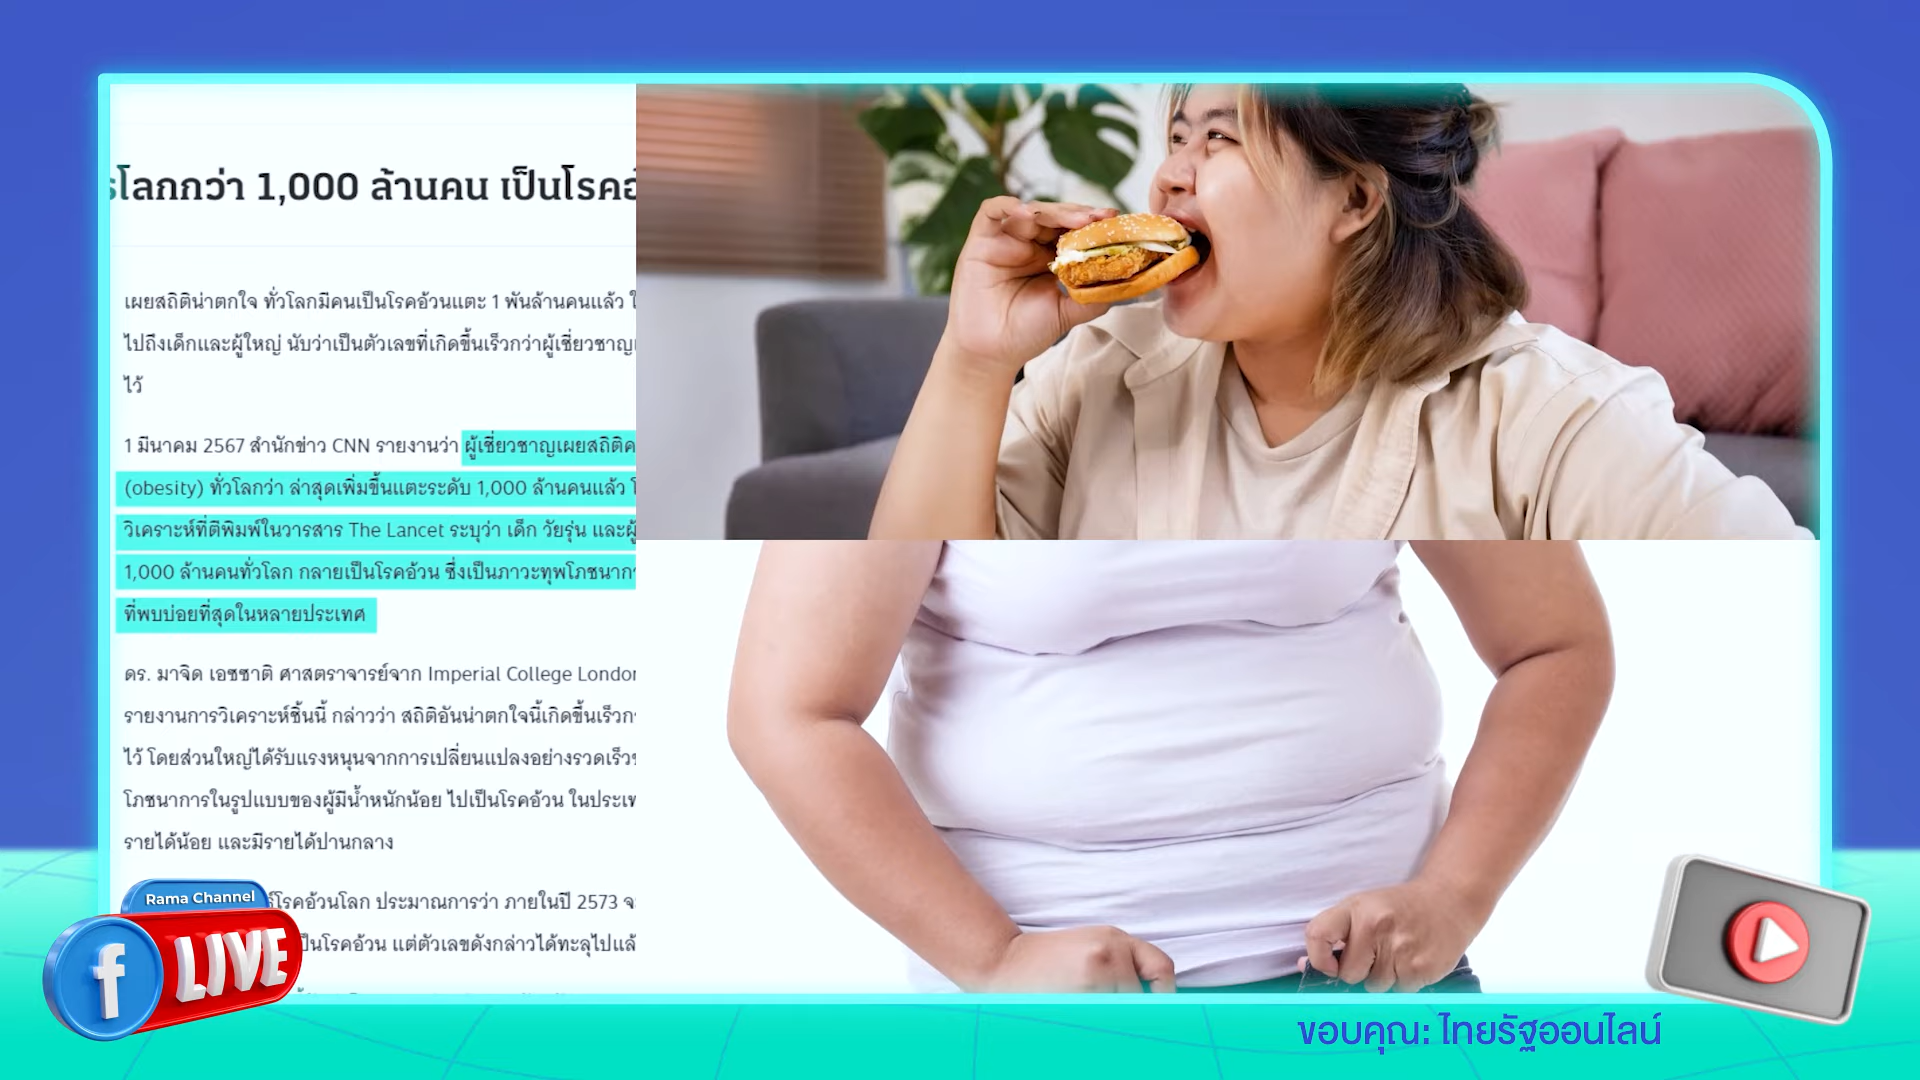 โลกกว่า 1,000 ล้านคน เป็นโรคอ้
เผยสถิติน่าตกใจ ทั่วโลกมีคนเป็นโรคอ้วนแตะ 1 พันล้านคนแล้ว
ไปถึงเด็กและผู้ใหญ่ นับว่าเป็นตัวเลขที่เกิดขึ้นเร็วกว่าผู้เชี่ยวชาญ
ไว้
1 มีนาคม 2567 สำนักข่าว CNN รายงานว่า ผู้เชี่ยวชาญเผยสถิติค
(obesity) ทั่วโลกกว่า ล่าสุดเพิ่มขึ้นแตะระดับ 1,000 ล้านคนแล้ว
วิเคราะห์ที่ตีพิมพ์ในวารสาร The Lancet ระบุว่า เด็ก วัยรุ่น และผู้
1,000 ล้านคนทั่วโลก กลายเป็นโรคอ้วน ซึ่งเป็นภาวะทุพโภชนากา
ที่พบบ่อยที่สุดในหลายประเทศ
ดร. มาจิด เอซซาติ ศาสตราจารย์จาก Imperial College London
รายงานการวิเคราะห์ชิ้นนี้ กล่าวว่า สถิติอันน่าตกใจนี้เกิดขึ้นเร็วก
ไว้ โดยส่วนใหญ่ได้รับแรงหนุนจากการเปลี่ยนแปลงอย่างรวดเร็ว
โภชนาการในรูปแบบของผู้มีน้ำหนักน้อย ไปเป็นโรคอ้วน ในประเท
รายได้น้อย และมีรายได้ปานกลาง
โรคอ้วนโลก ประมาณการว่า ภายในปี 2573 จ
เป็นโรคอ้วน แต่ตัวเลขดังกล่าวได้ทะลุไปแล้
Rama Channel
f LIVE
ขอบคุณ: ไทยรัฐออนไลน์